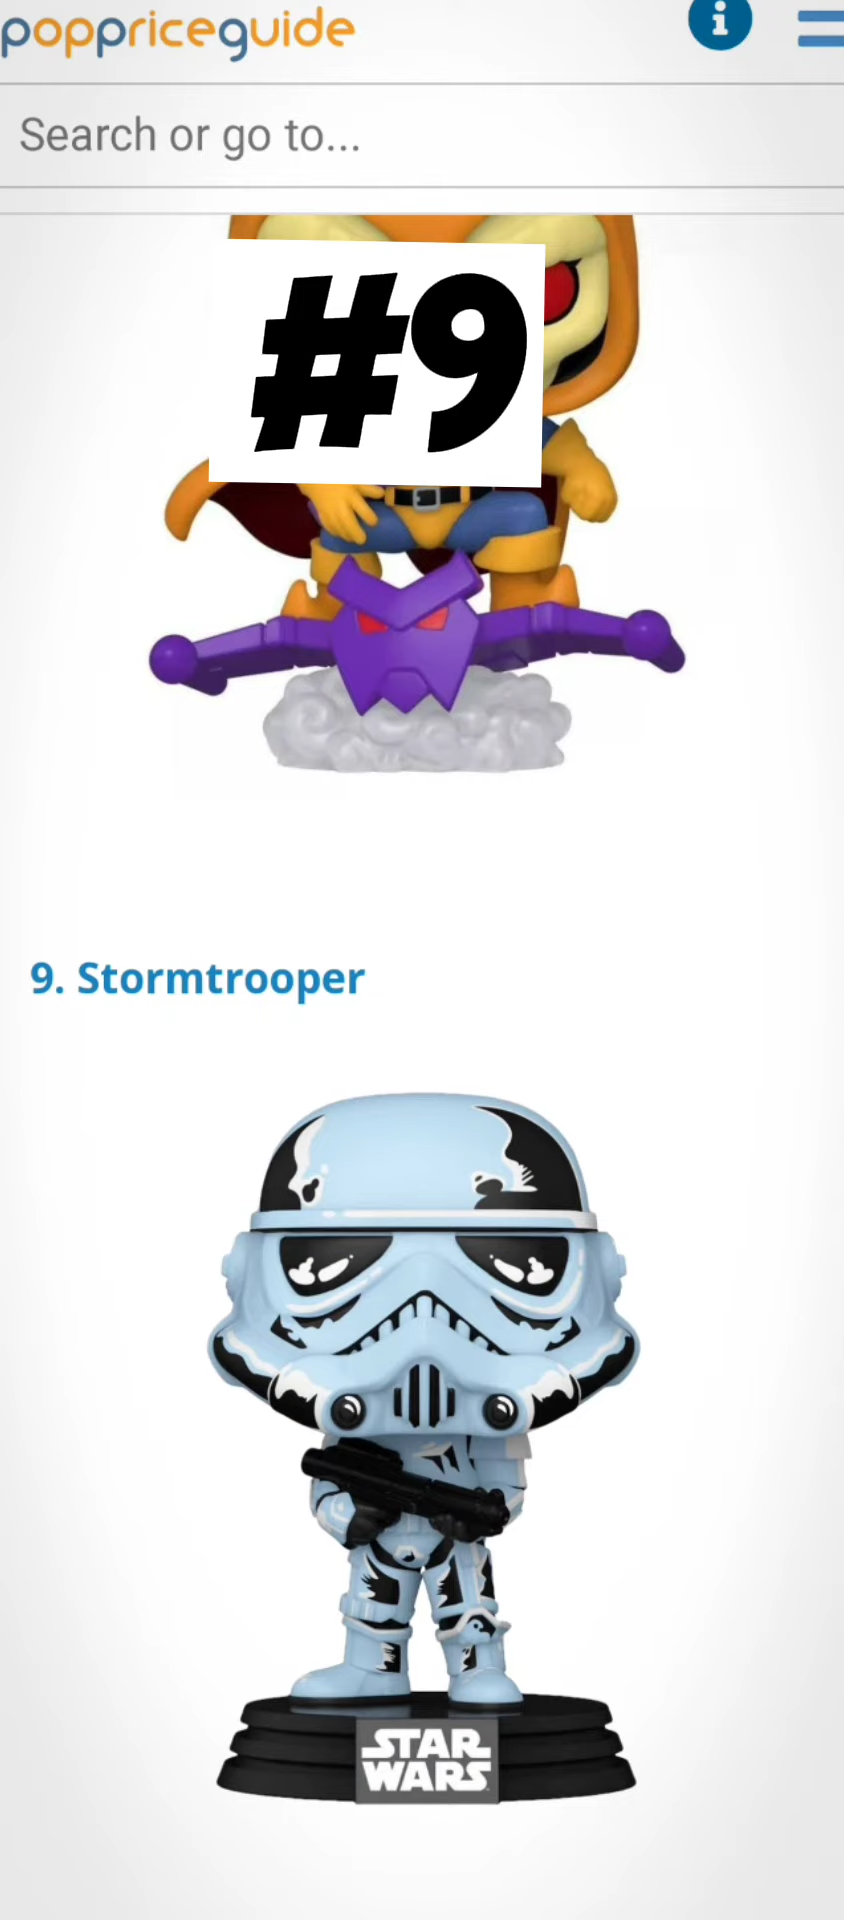 poppriceguide
Search or go to...
#9
9. Stormtrooper
STAR
WARS